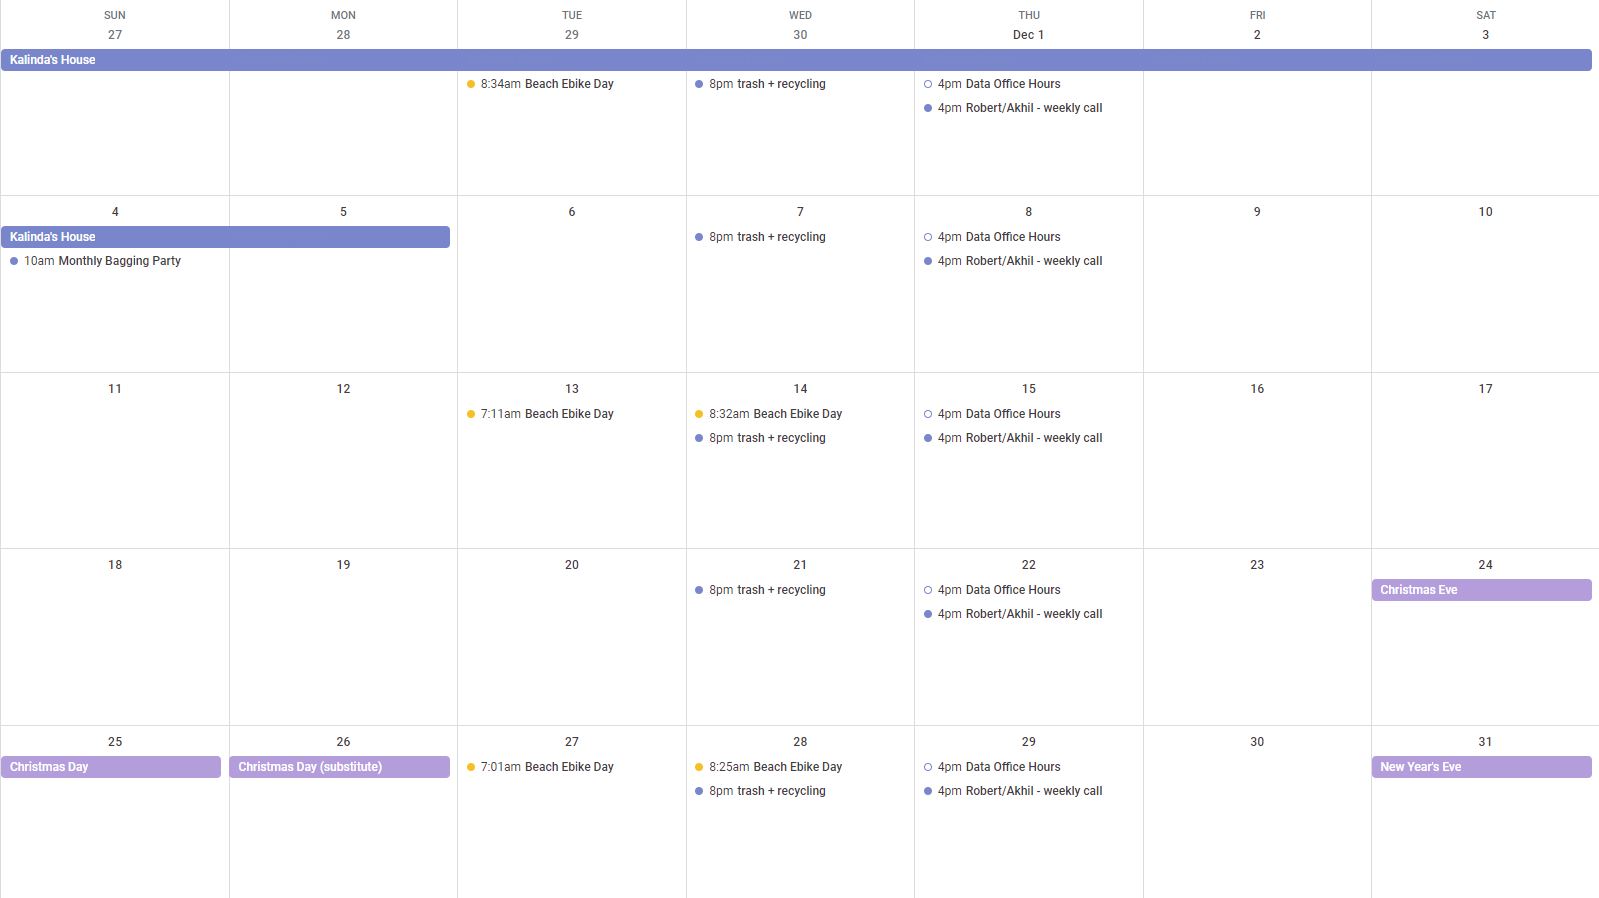 SUN MON TUE WED THU FRI SAT
27 28 29 30 Dec 1 2 3
Kalinda's House
8:34am Beach Ebike Day 8pm trash + recycling 4pm Data Office Hours
4pm Robert/Akhil - weekly call
4 5 6 7 8 9 10
Kalinda's House 8pm trash + recycling 4pm Data Office Hours
10am Monthly Bagging Party 4pm Robert/Akhil - weekly call
11 12 13 14 15 16 17
7:11am Beach Ebike Day 8:32am Beach Ebike Day 4pm Data Office Hours
8pm trash + recycling 4pm Robert/Akhil - weekly call
18 19 20 21 22 23 24
8pm trash + recycling 4pm Data Office Hours Christmas Eve
4pm Robert/Akhil - weekly call
25 26 27 28 29 30 31
Christmas Day Christmas Day (substitute) 7:01am Beach Ebike Day 8:25am Beach Ebike Day 4pm Data Office Hours New Year's Eve
8pm trash + recycling 4pm Robert/Akhil - weekly call